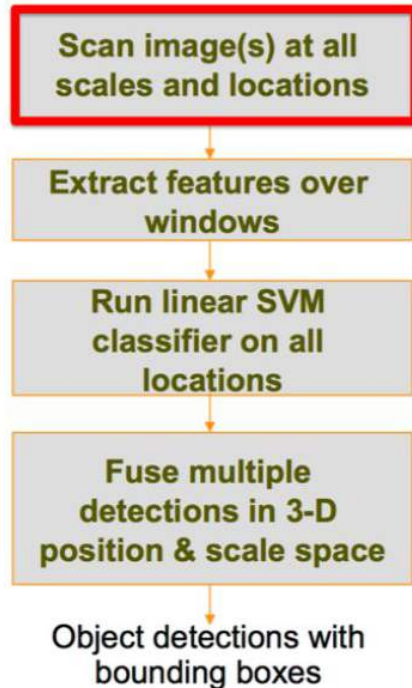 Scan image(s) at all
scales and locations
Extract features over
windows
Run linear SVM
classifier on all
locations
Fuse multiple
detections in 3-D
position & scale space
Object detections with
bounding boxes